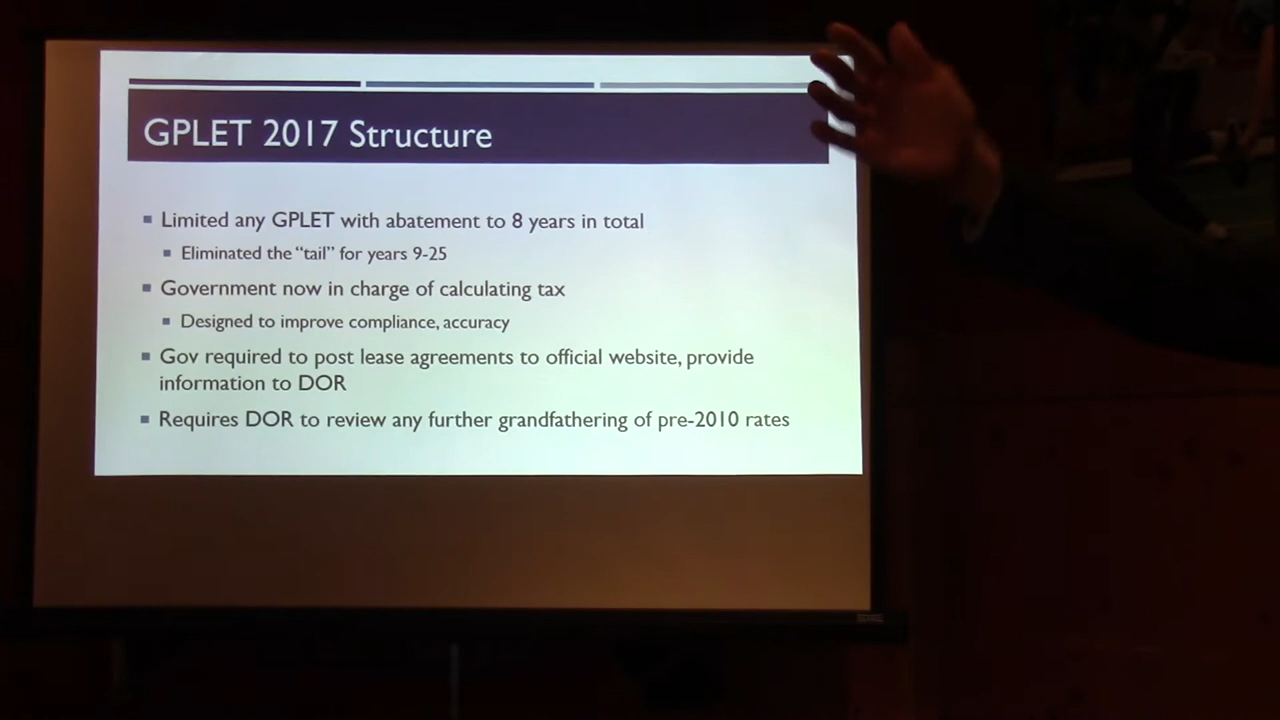 GPLET 2017 Structure
Limited any GPLET with abatement to 8 years in total
Eliminated the “tail” for years 9-25
Government now in charge of calculating tax
Designed to improve compliance, accuracy
Gov required to post lease agreements to official website, provide
information to DOR
Requires DOR to review any further grandfathering of pre-2010 rates